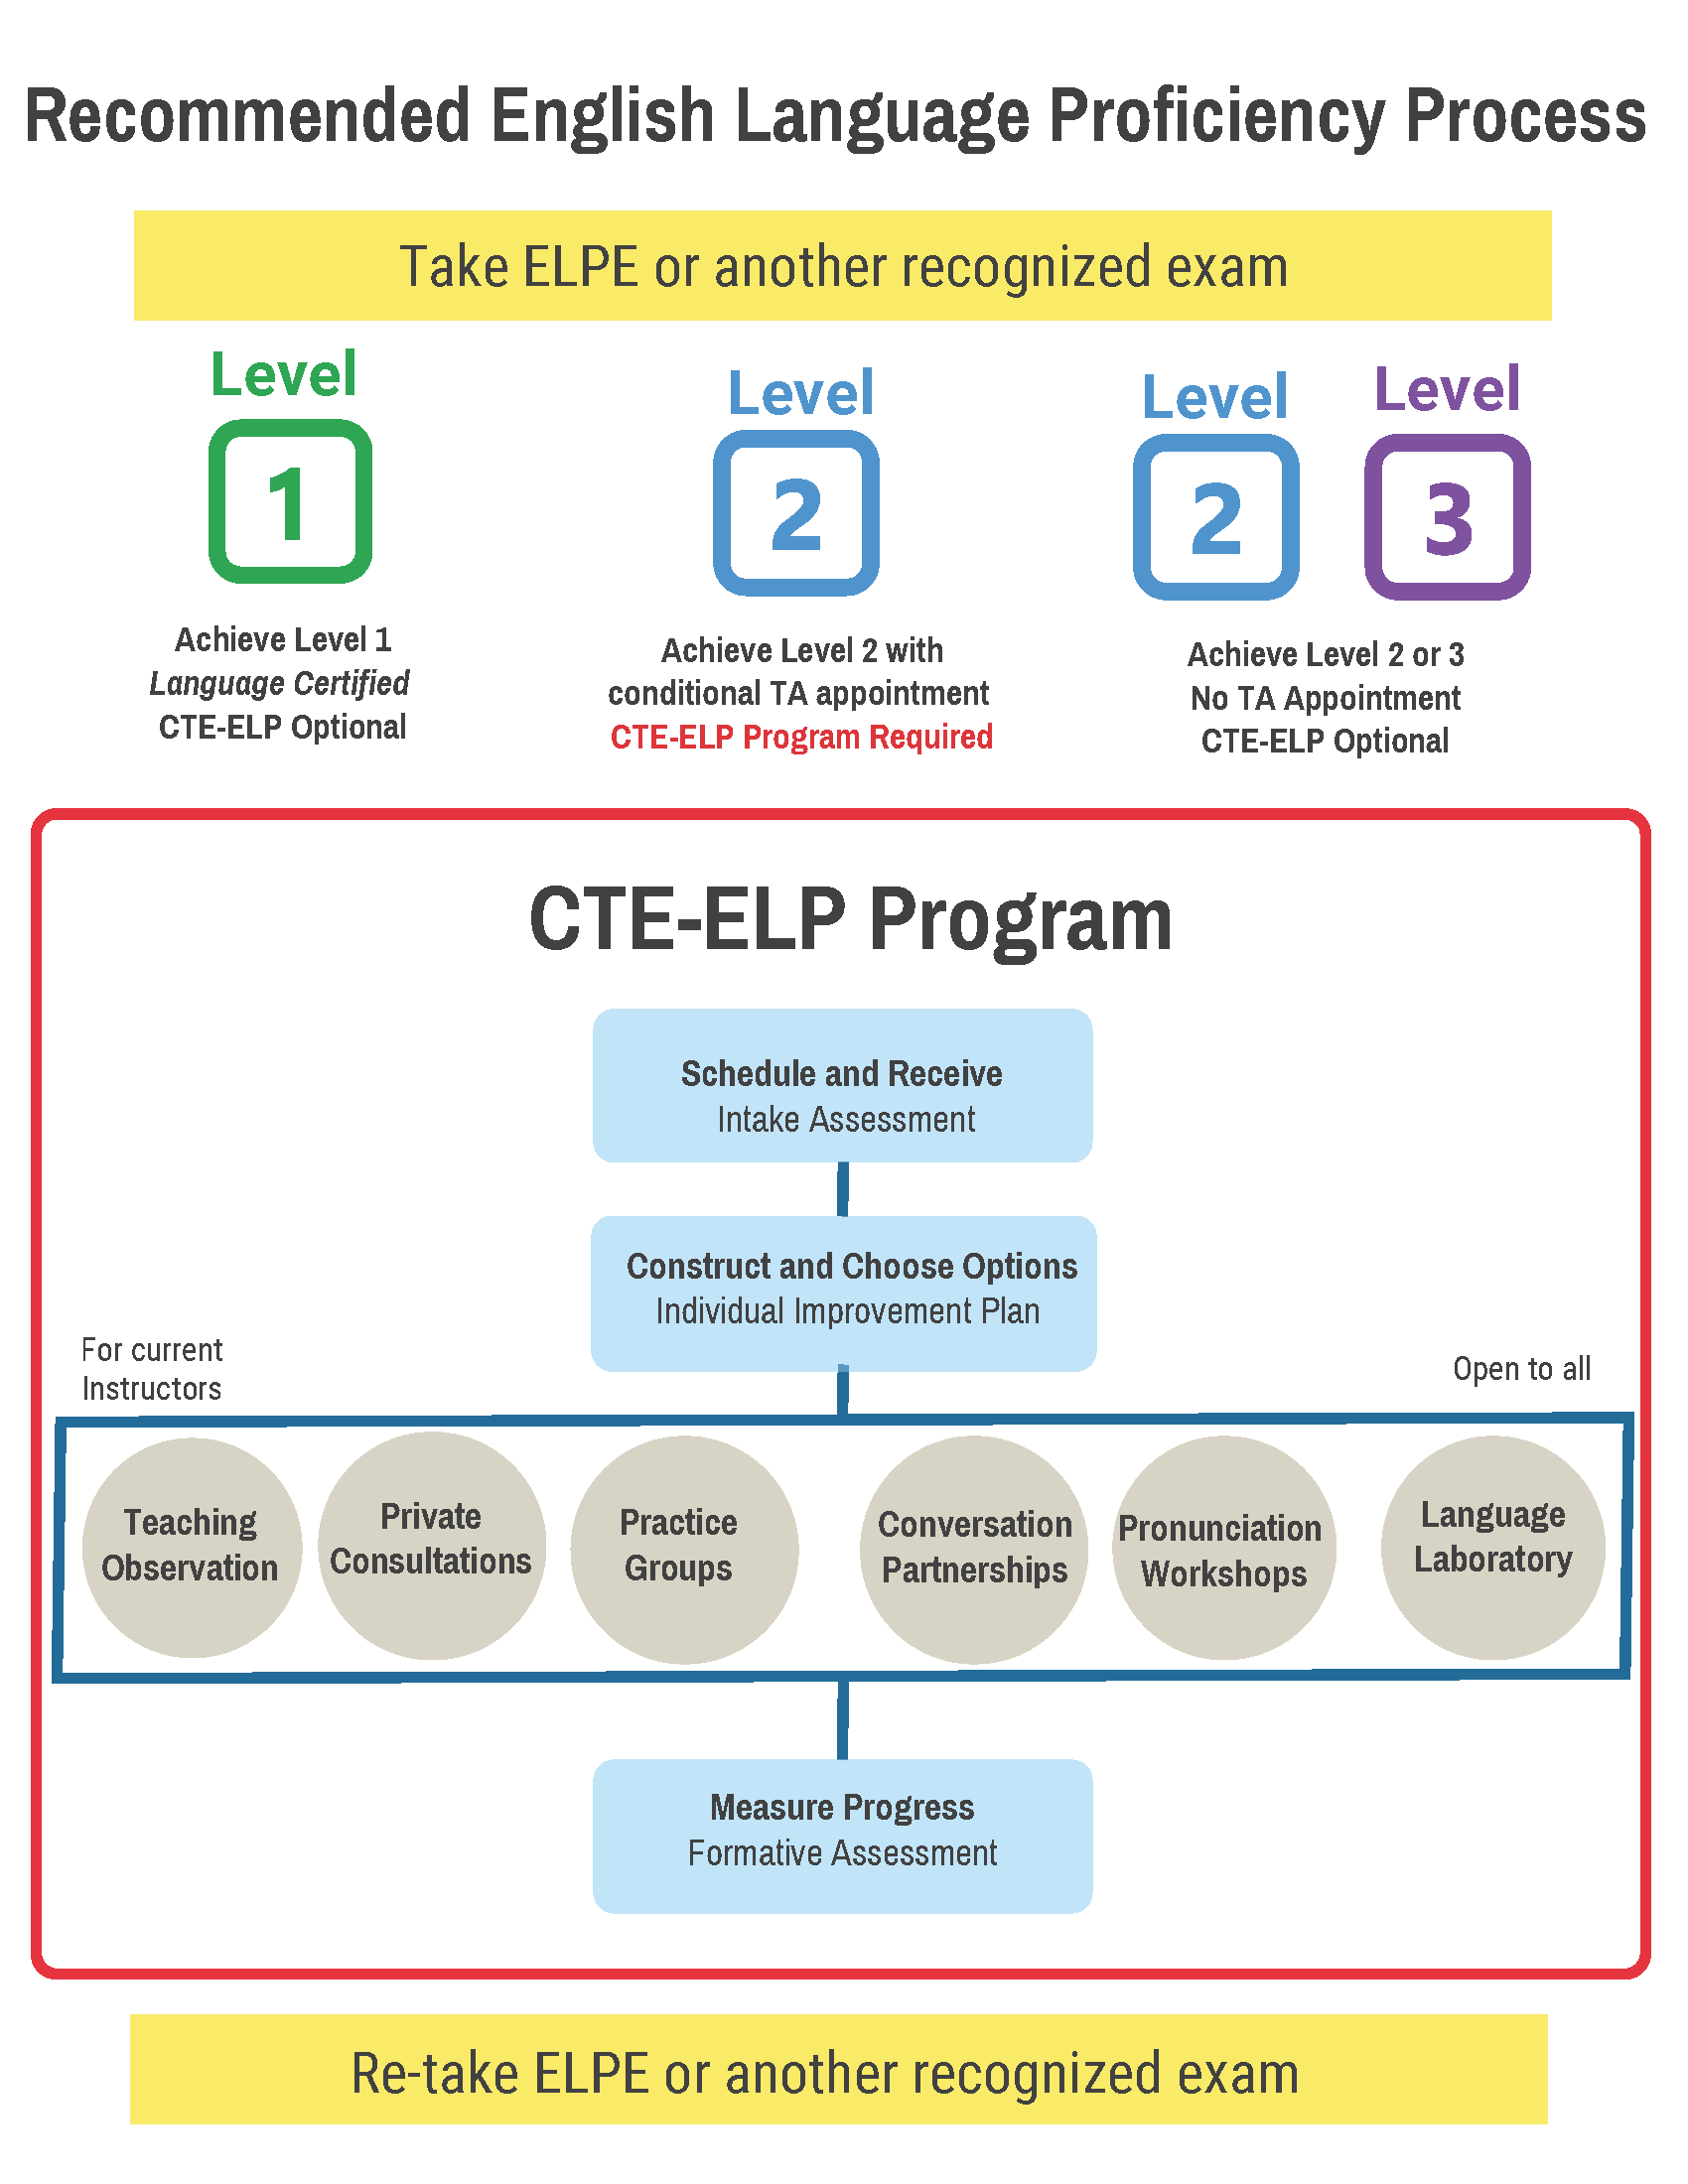 Recommended English Language Proficiency Process
Take ELPE or another recognized exam
Level
1
Achieve Level 1
Language Certified
CTE-ELP Optional
Level
2
Achieve Level 2 with
conditional TA appointment
CTE-ELP Program Required
Level
2
Level
3
Achieve Level 2 or 3
No TA Appointment
CTE-ELP Optional
CTE-ELP Program
Schedule and Receive
Intake Assessment
Construct and Choose Options
Individual Improvement Plan
For current
Instructors
Open to all
Teaching
Observation
Private
Consultations
Practice
Groups
Conversation
Partnerships
Pronunciation
Workshops
Language
Laboratory
Measure Progress
Formative Assessment
Re-take ELPE or another recognized exam